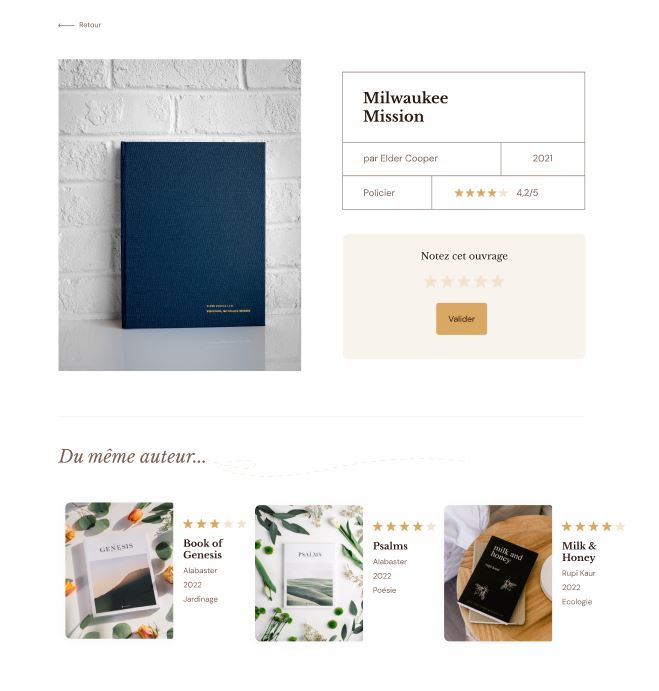 Retour
Milwaukee
Mission
par Elder Cooper
2021
Policier
4,2/5
Notez cet ouvrage
Valider
Du même auteur...
GENESIS
Book of
Genesis
Alabaster
2022
Jardinage
PSALMS
Psalms
Alabaster
2022
Poésie
milk and
honey
rupi kaur
Milk &
Honey
Rupi Kaur
2022
Ecologie